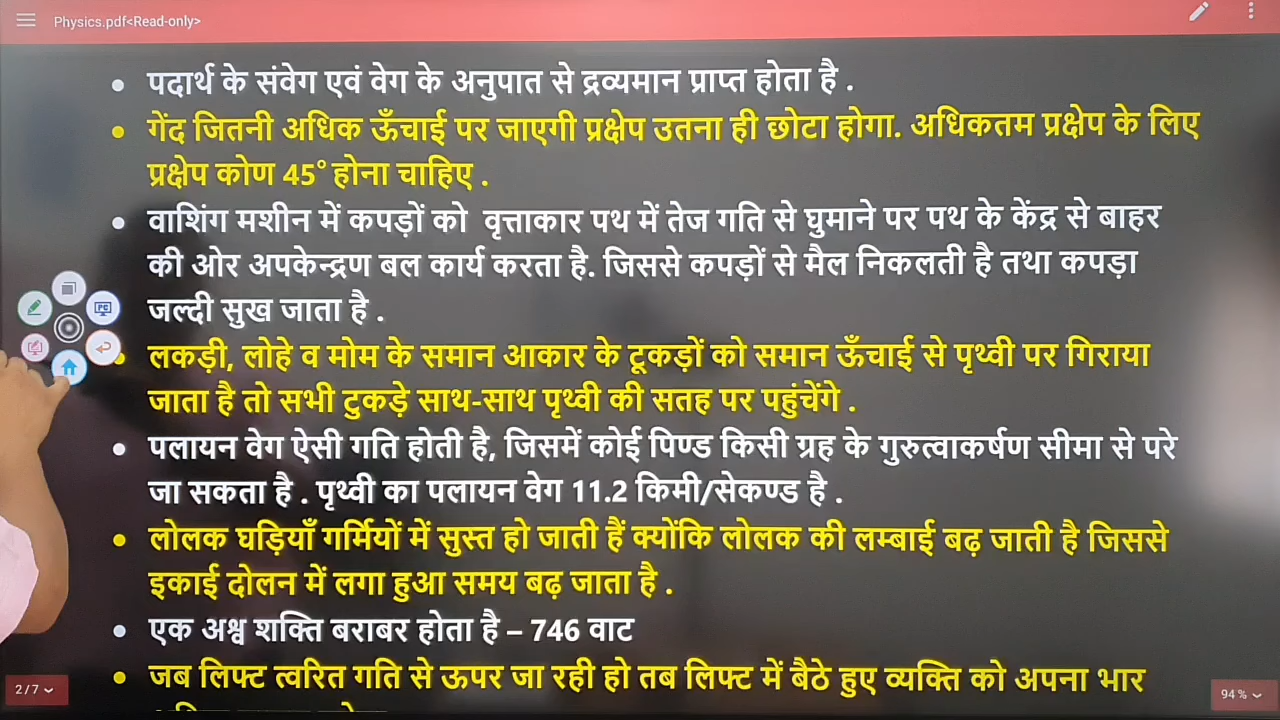 Physics.pdf<Read-only>
पदार्थ के संवेग एवं वेग के अनुपात से द्रव्यमान प्राप्त होता है .
गेंद जितनी अधिक ऊँचाई पर जाएगी प्रक्षेप उतना ही छोटा होगा. अधिकतम प्रक्षेप के लिए
प्रक्षेप कोण 45° होना चाहिए .
वाशिंग मशीन में कपड़ों को वृत्ताकार पथ में तेज गति से घुमाने पर पथ के केंद्र से बाहर
की ओर अपकेन्द्रण बल कार्य करता है. जिससे कपड़ों से मैल निकलती है तथा कपड़ा
जल्दी सुख जाता है .
लकड़ी, लोहे व मोम के समान आकार के टूकड़ों को समान ऊँचाई से पृथ्वी पर गिराया
जाता है तो सभी टुकड़े साथ-साथ पृथ्वी की सतह पर पहुंचेंगे .
पलायन वेग ऐसी गति होती है, जिसमें कोई पिण्ड किसी ग्रह के गुरुत्वाकर्षण सीमा से परे
जा सकता है . पृथ्वी का पलायन वेग 11.2 किमी/सेकण्ड है .
लोलक घड़ियाँ गर्मियों में सुस्त हो जाती हैं क्योंकि लोलक की लम्बाई बढ़ जाती है जिससे
इकाई दोलन में लगा हुआ समय बढ़ जाता है .
एक अश्व शक्ति बराबर होता है – 746 वाट
जब लिफ्ट त्वरित गति से ऊपर जा रही हो तब लिफ्ट में बैठे हुए व्यक्ति को अपना भार
PC
2/7
94%